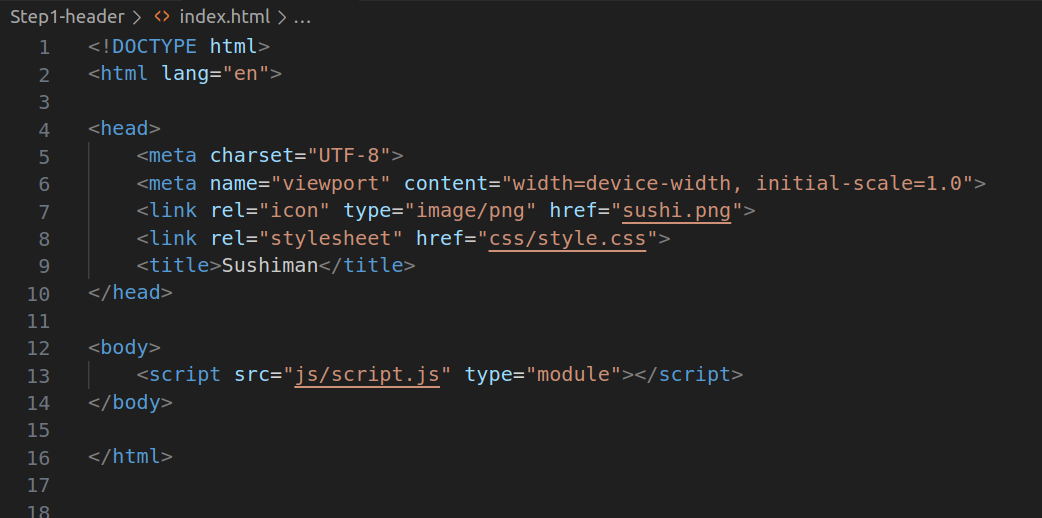 Step1-header > <> index.html > ...
1 <!DOCTYPE html>
2 <html lang="en">
3
4 <head>
5     <meta charset="UTF-8">
6     <meta name="viewport" content="width=device-width, initial-scale=1.0">
7     <link rel="icon" type="image/png" href="sushi.png">
8     <link rel="stylesheet" href="css/style.css">
9     <title>Sushiman</title>
10 </head>
11
12 <body>
13     <script src="js/script.js" type="module"></script>
14 </body>
15
16 </html>
17
18